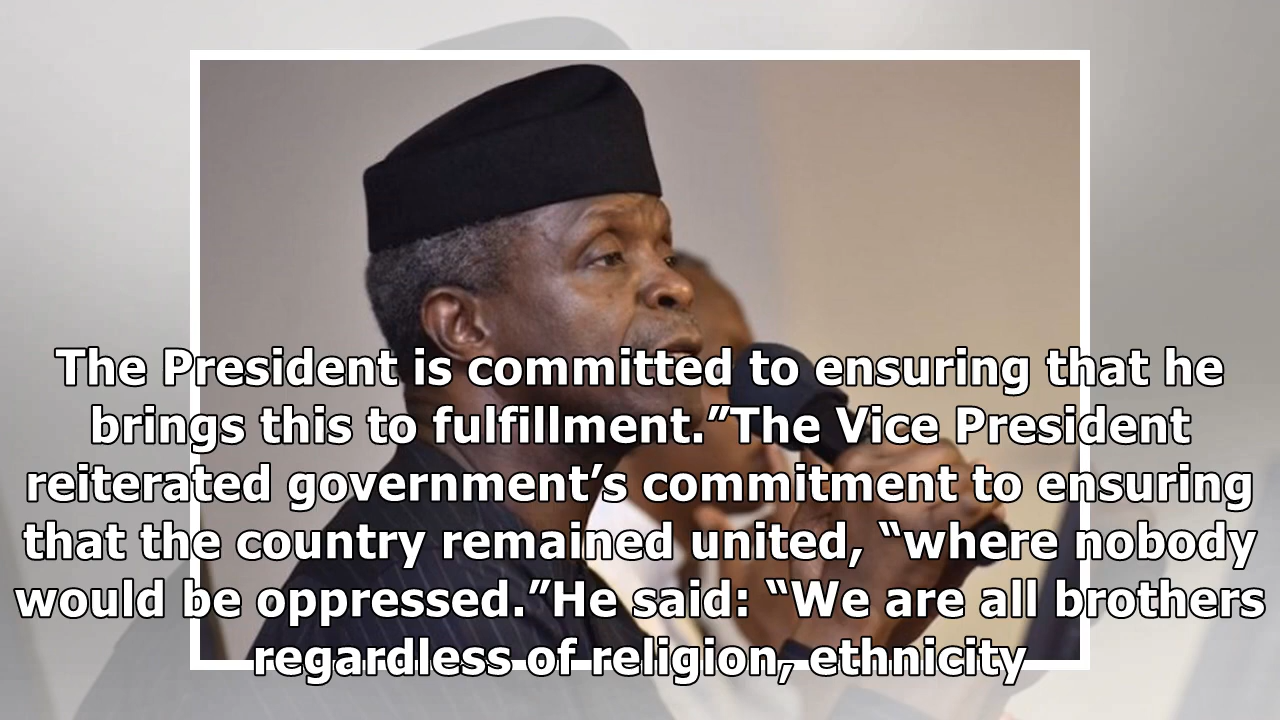 The President is committed to ensuring that he
brings this to fulfillment.”The Vice President
reiterated government’s commitment to ensuring
that the country remained united, “where nobody
would be oppressed.”He said: “We are all brothers
regardless of religion, ethnicity